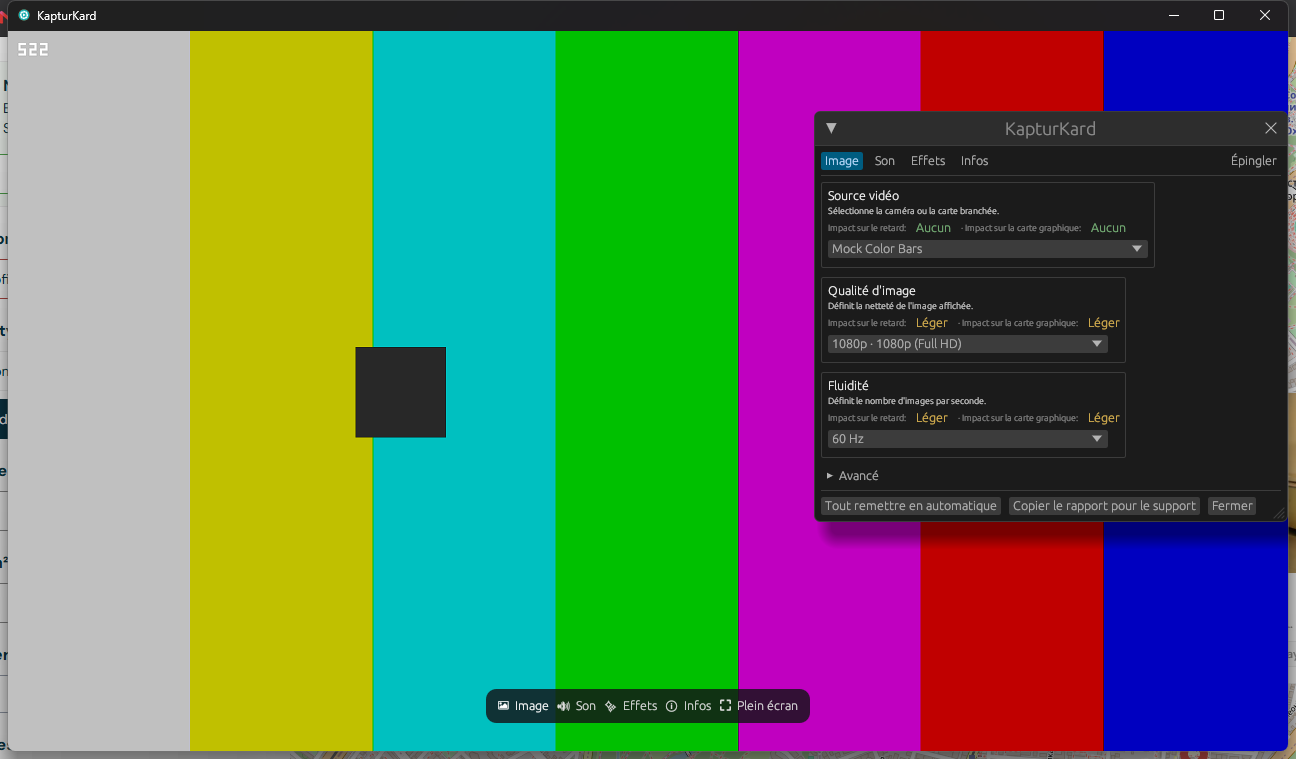 KapturKard
522
KapturKard
Image Son Effets Infos Épingler
Source vidéo
Sélectionne la caméra ou la carte branchée.
Impact sur le retard: Aucun · Impact sur la carte graphique: Aucun
Mock Color Bars
Qualité d'image
Définit la netteté de l'image affichée.
Impact sur le retard: Léger · Impact sur la carte graphique: Léger
1080p · 1080p (Full HD)
Fluidité
Définit le nombre d'images par seconde.
Impact sur le retard: Léger · Impact sur la carte graphique: Léger
60 Hz
Avancé
Tout remettre en automatique Copier le rapport pour le support Fermer
Image Son Effets Infos Plein écran